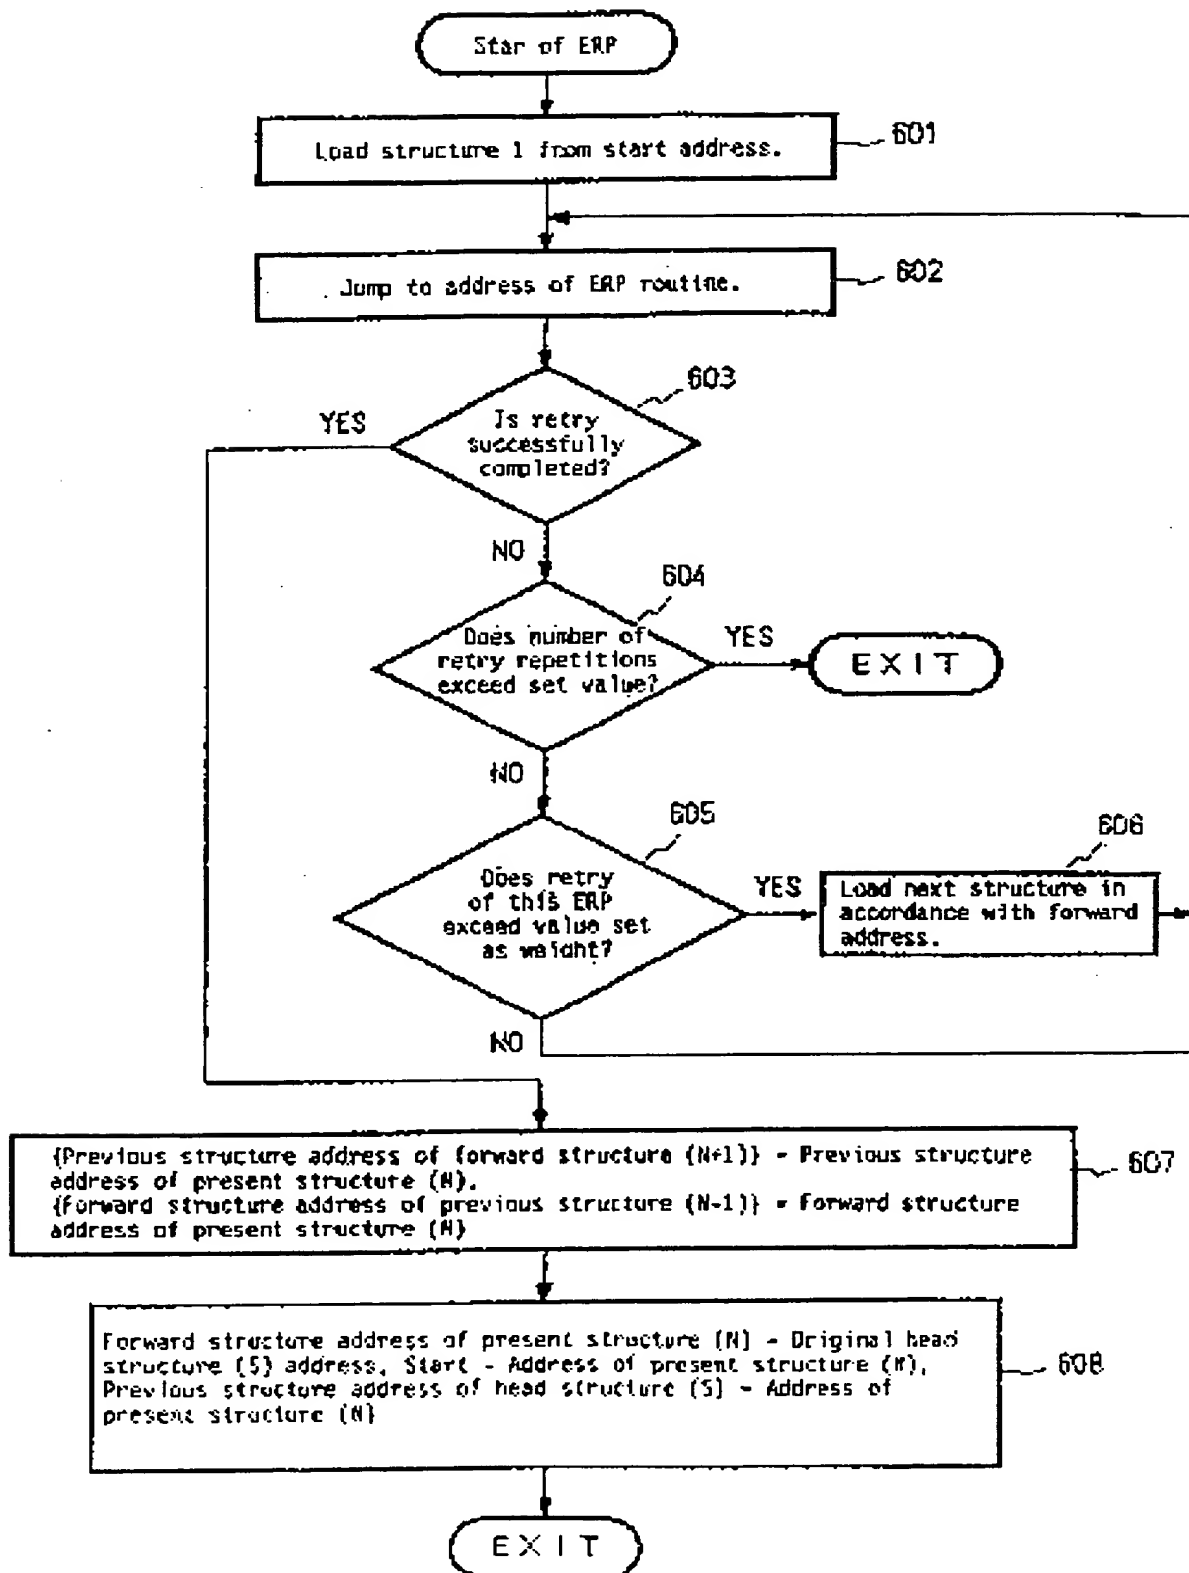 Star of ERP
Load structure 1 from start address.
601
Jump to address of ERP routine.
602
603
YES
Is retry
successfully
completed?
NO
604
Does number of
retry repetitions
exceed set value?
YES
EXIT
NO
605
606
Does retry
of this ERP
exceed value set
as weight?
YES
Load next structure in
accordance with forward
address.
NO
{Previous structure address of forward structure (N+1)} - Previous structure
address of present structure (N),
{Forward structure address of previous structure (N-1)} = Forward structure
address of present structure (N)
607
Forward structure address of present structure (N) - Original head
structure (S) address, Start - Address of present structure (N),
Previous structure address of head structure (S) - Address of
present structure (N)
608
EXIT